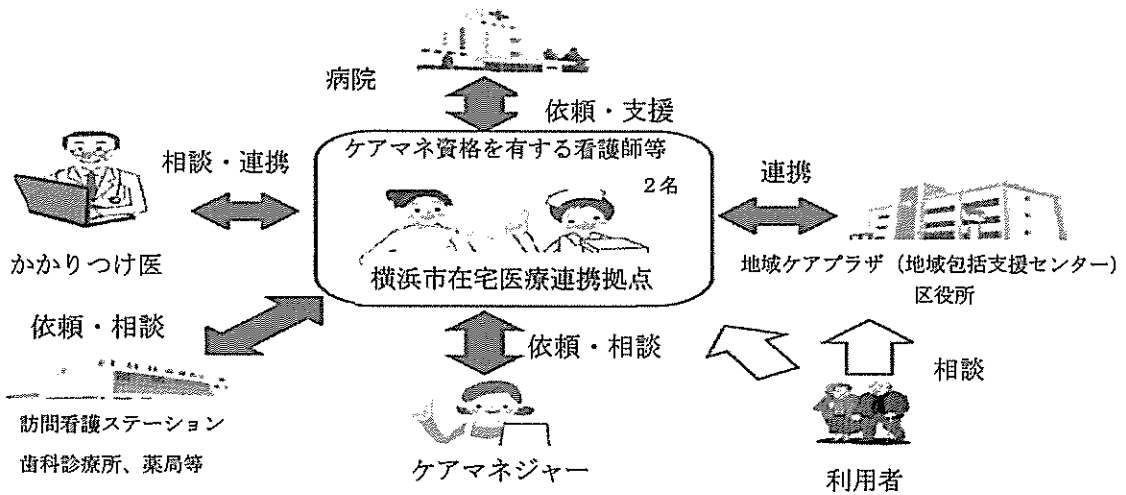 病院
依頼・支援
ケアマネ資格を有する看護師等
2名
横浜市在宅医療連携拠点
相談・連携
かかりつけ医
連携
地域ケアプラザ（地域包括支援センター）
区役所
依頼・相談
訪問看護ステーション
歯科診療所、薬局等
依頼・相談
ケアマネジャー
相談
利用者